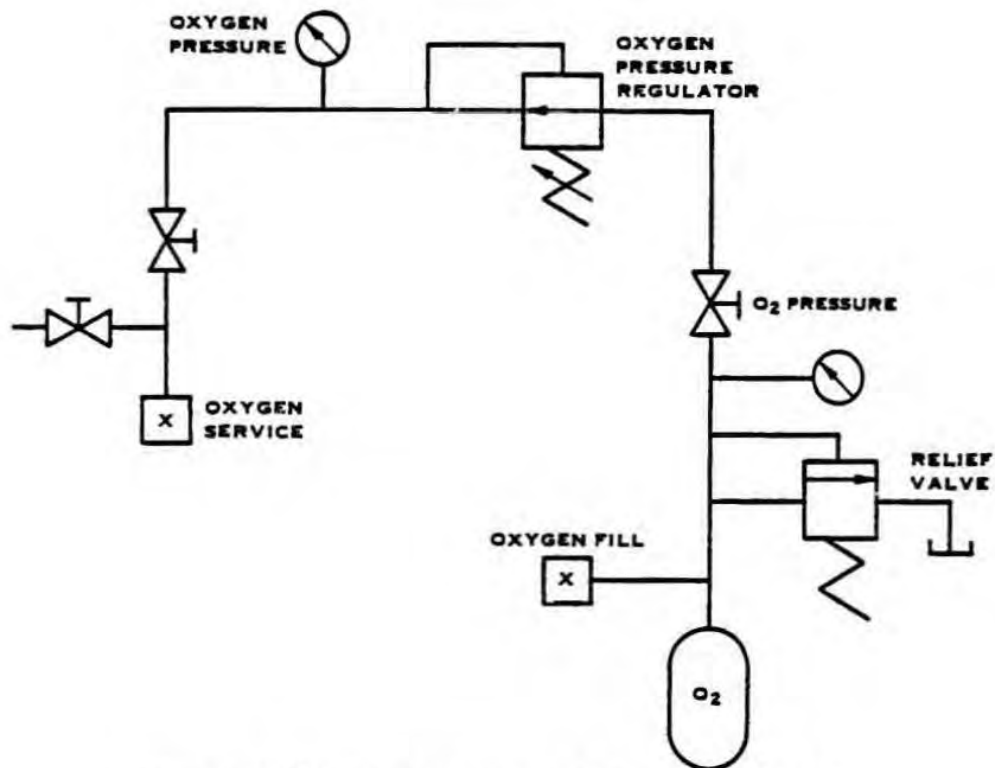 OXYGEN
PRESSURE
OXYGEN
PRESSURE
REGULATOR
O₂ PRESSURE
X
OXYGEN
SERVICE
RELIEF
VALVE
OXYGEN FILL
X
O₂